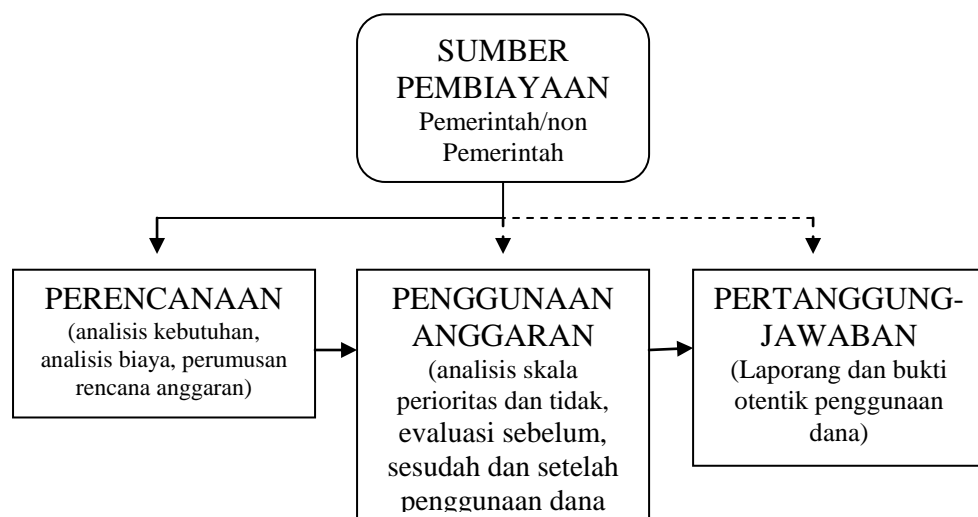 SUMBER
PEMBIAYAAN
Pemerintah/non
Pemerintah
PERENCANAAN
(analisis kebutuhan,
analisis biaya, perumusan
rencana anggaran)
PENGGUNAAN
ANGGARAN
(analisis skala
perioritas dan tidak,
evaluasi sebelum,
sesudah dan setelah
penggunaan dana
PERTANGGUNG-
JAWABAN
(Laporang dan bukti
otentik penggunaan
dana)